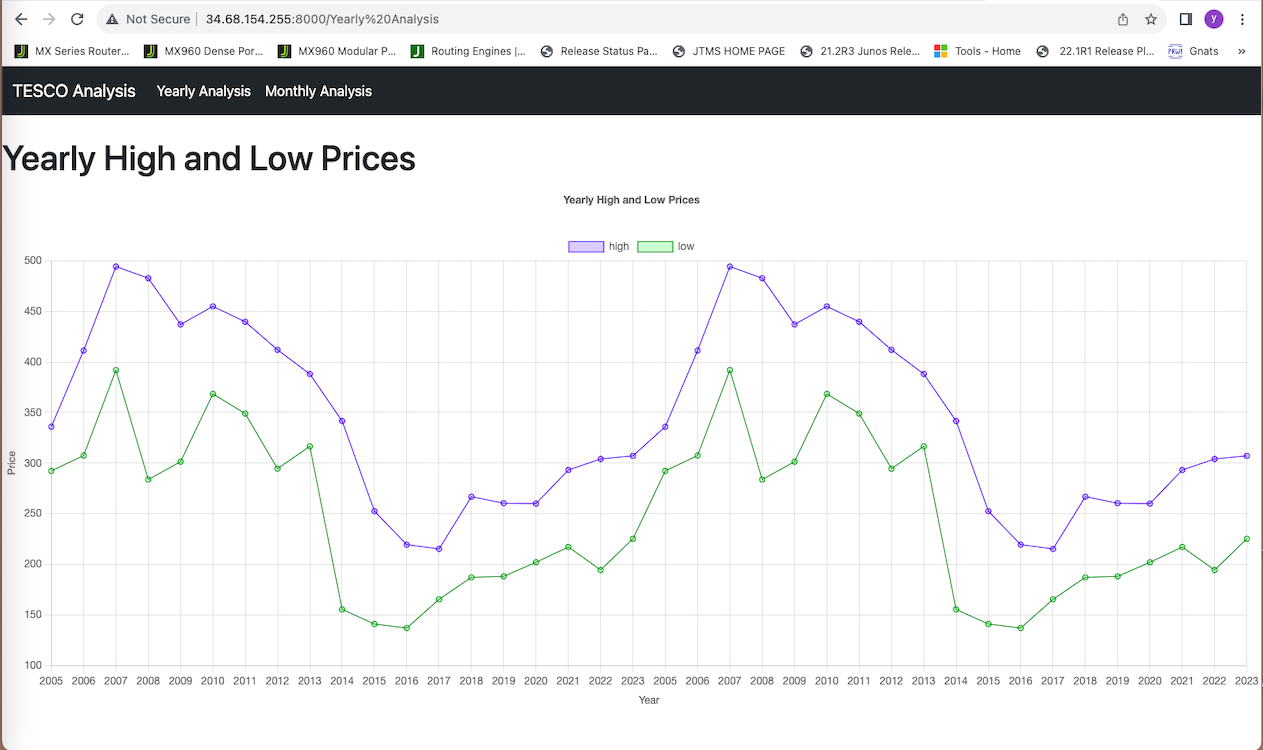 Not Secure 34.68.154.255:8000/Yearly%20Analysis y
MX Series Router... MX960 Dense Por... MX960 Modular P... Routing Engines |... Release Status Pa... JTMS HOME PAGE 21.2R3 Junos Rele... Tools - Home 22.1R1 Release Pl... Gnats »
TESCO Analysis Yearly Analysis Monthly Analysis
Yearly High and Low Prices
Yearly High and Low Prices
high low
500
450
400
350
300
250
200
150
100
Price
2005 2006 2007 2008 2009 2010 2011 2012 2013 2014 2015 2016 2017 2018 2019 2020 2021 2022 2023 2005 2006 2007 2008 2009 2010 2011 2012 2013 2014 2015 2016 2017 2018 2019 2020 2021 2022 2023
Year